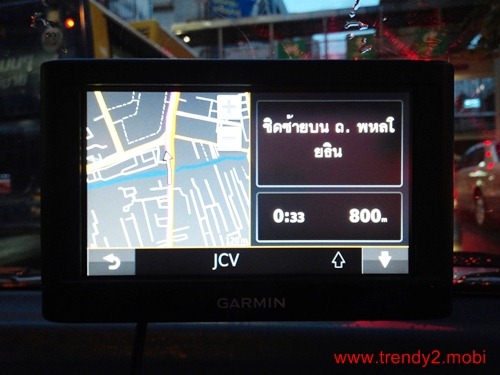 ชิดซ้ายบน ถ. พหลโ
ยธิน
0:33 800m
JCV
GARMIN
www.trendy2.mobi